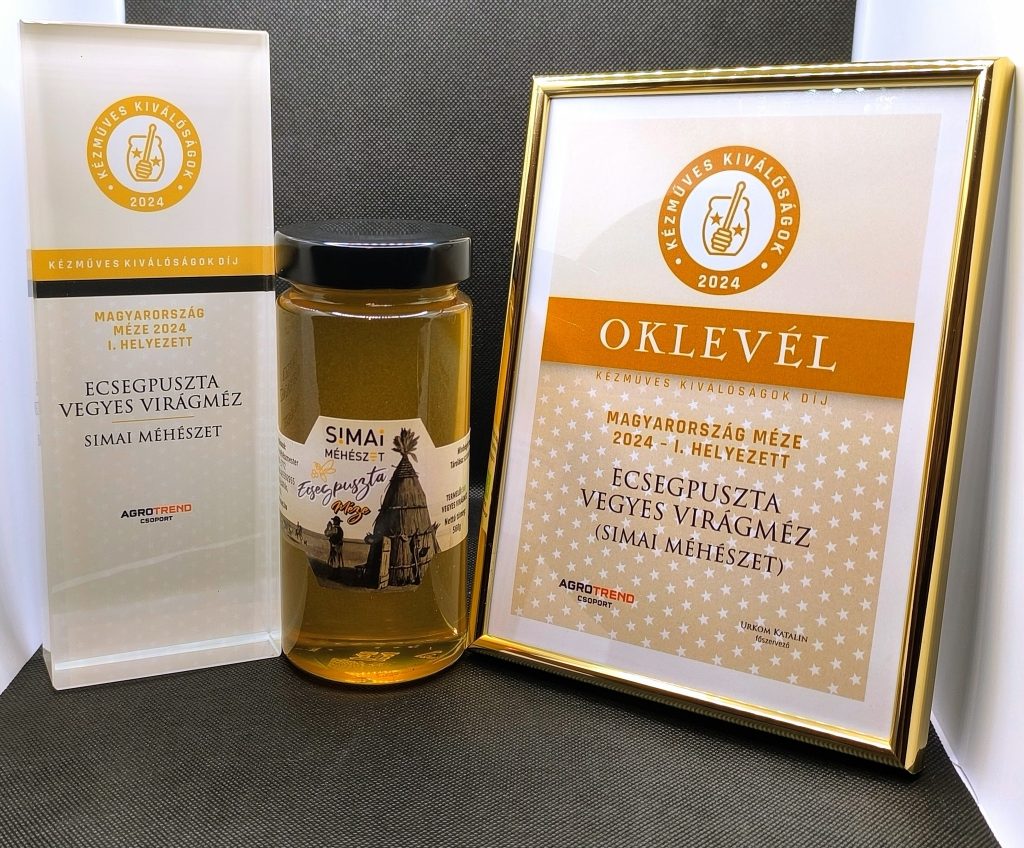 KÉZMŰVES KIVÁLÓSÁGOK
2024
KÉZMŰVES KIVÁLÓSÁGOK DÍJ
MAGYARORSZÁG
MÉZE 2024
I. HELYEZETT
ECSEGPUSZTA
VEGYES VIRÁGMÉZ
SIMAI MÉHÉSZET
AGROTREND
CSOPORT
S!MAi
MÉHÉSZET
Ecsegpuszta
Méze
KÉZMŰVES KIVÁLÓSÁGOK
2024
OKLEVÉL
KÉZMŰVES KIVÁLÓSÁGOK DÍJ
MAGYARORSZÁG MÉZE
2024 - I. HELYEZETT
ECSEGPUSZTA
VEGYES VIRÁGMÉZ
(SIMAI MÉHÉSZET)
AGROTREND
CSOPORT
URKOM KATALIN
főszervező